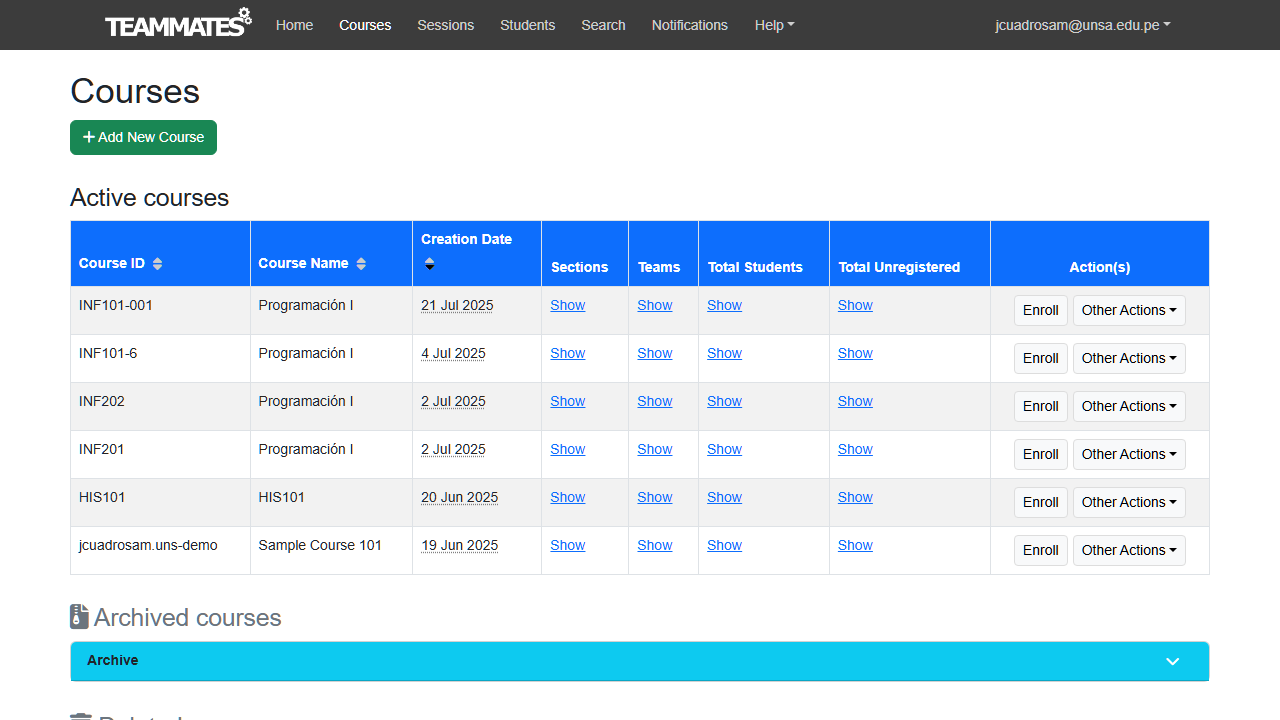 TEAMMATES Home Courses Sessions Students Search Notifications Help jcuadrosam@unsa.edu.pe
Courses
+ Add New Course
Active courses
Course ID Course Name Creation Date Sections Teams Total Students Total Unregistered Action(s)
INF101-001 Programación I 21 Jul 2025 Show Show Show Show Enroll Other Actions
INF101-6 Programación I 4 Jul 2025 Show Show Show Show Enroll Other Actions
INF202 Programación I 2 Jul 2025 Show Show Show Show Enroll Other Actions
INF201 Programación I 2 Jul 2025 Show Show Show Show Enroll Other Actions
HIS101 HIS101 20 Jun 2025 Show Show Show Show Enroll Other Actions
jcuadrosam.uns-demo Sample Course 101 19 Jun 2025 Show Show Show Show Enroll Other Actions
Archived courses
Archive